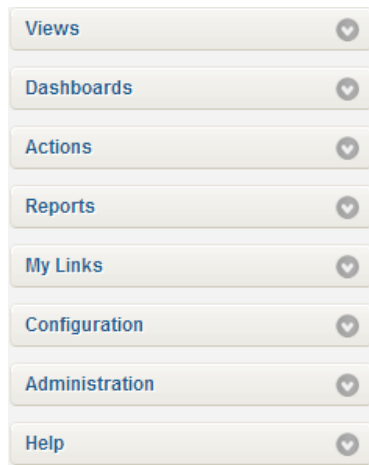 Views
Dashboards
Actions
Reports
My Links
Configuration
Administration
Help